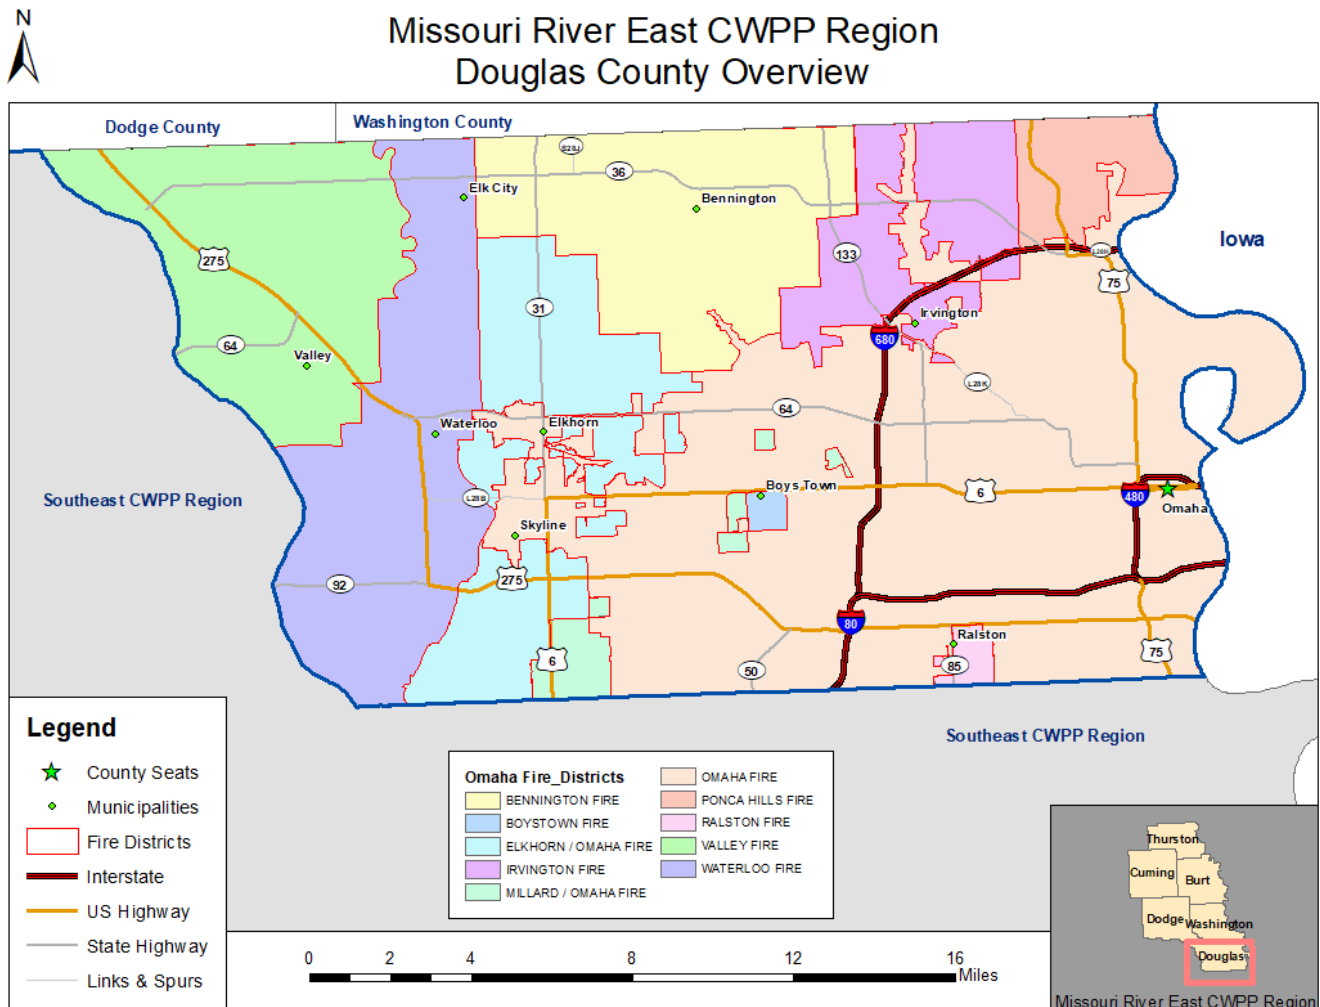 N
Missouri River East CWPP Region
Douglas County Overview
Dodge County
Washington County
S28J
36
Elk City
Bennington
Iowa
275
133
L28H
75
31
Irvington
64
680
Valley
L28K
64
Waterloo
Elkhorn
Southeast CWPP Region
L28B
Boys Town
6
480
Omaha
Skyline
275
92
80
Ralston
6
50
85
75
Southeast CWPP Region
Legend
County Seats
Municipalities
Fire Districts
Interstate
US Highway
State Highway
Links & Spurs
Omaha Fire_Districts
BENNINGTON FIRE
BOYSTOWN FIRE
ELKHORN / OMAHA FIRE
IRVINGTON FIRE
MILLARD / OMAHA FIRE
OMAHA FIRE
PONCA HILLS FIRE
RALSTON FIRE
VALLEY FIRE
WATERLOO FIRE
0 2 4 8 12 16
Miles
Thurston
Cuming
Burt
Dodge
Washington
Douglas
Missouri River East CWPP Region